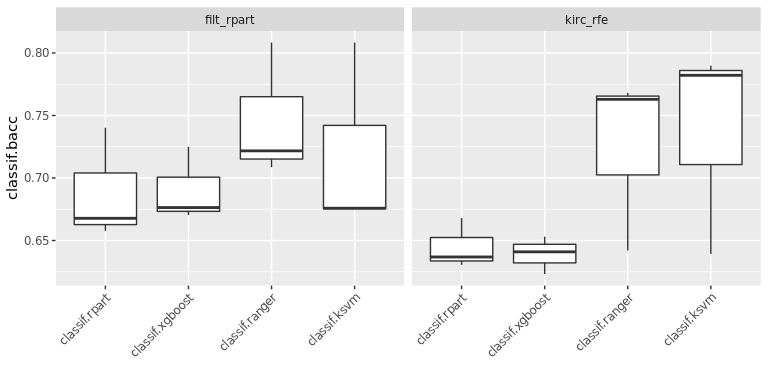 filt_rpart
kirc_rfe
classif.bacc
0.80
0.75
0.70
0.65
classif.rpart
classif.xgboost
classif.ranger
classif.ksvm
classif.rpart
classif.xgboost
classif.ranger
classif.ksvm